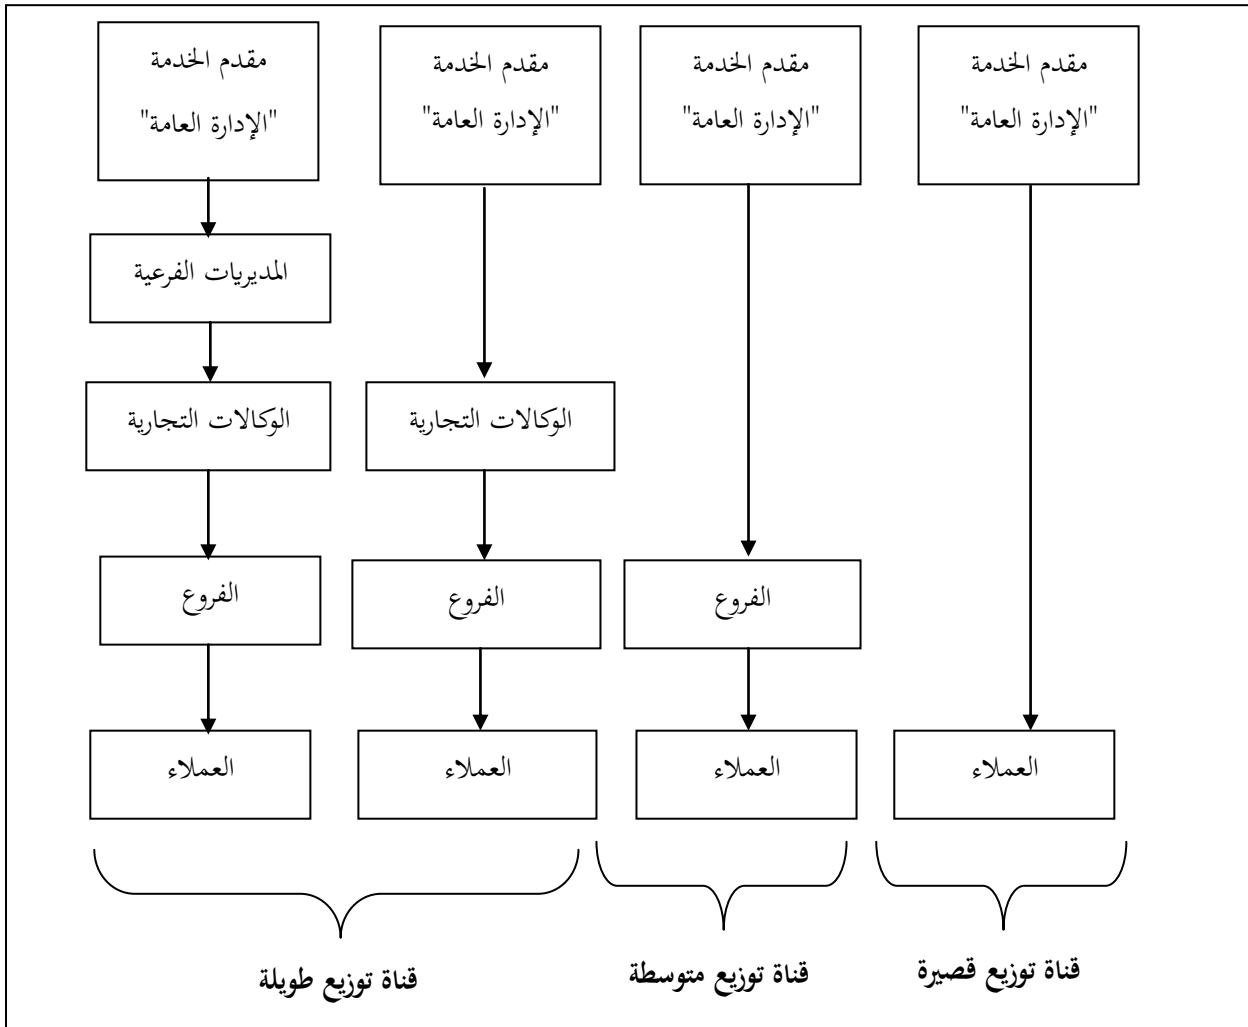 مقدم الخدمة
"الإدارة العامة"
مقدم الخدمة
"الإدارة العامة"
مقدم الخدمة
"الإدارة العامة"
مقدم الخدمة
"الإدارة العامة"
المديريات الفرعية
الوكالات التجارية
الوكالات التجارية
الفروع
الفروع
الفروع
العملاء
العملاء
العملاء
العملاء
قناة توزيع قصيرة
قناة توزيع متوسطة
قناة توزيع طويلة